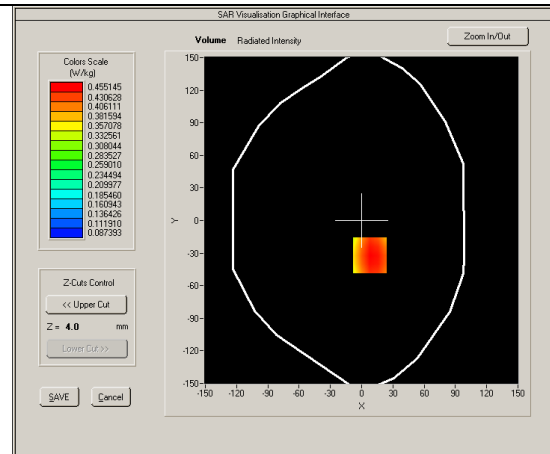 SAR Visualisation Graphical Interface
Volume Radiated Intensity
Zoom In/Out
Colors Scale
(W/kg)
0.455145
0.430628
0.406111
0.381594
0.357078
0.332561
0.308044
0.283527
0.259010
0.234494
0.209977
0.185460
0.160943
0.136426
0.111910
0.087393
Z-Cuts Control
<< Upper Cut
Z = 4.0 mm
Lower Cut >>
SAVE Cancel
150
120
90
60
30
0
-30
-60
-90
-120
-150
Y
-150 -120 -90 -60 -30 0 30 60 90 120 150
X